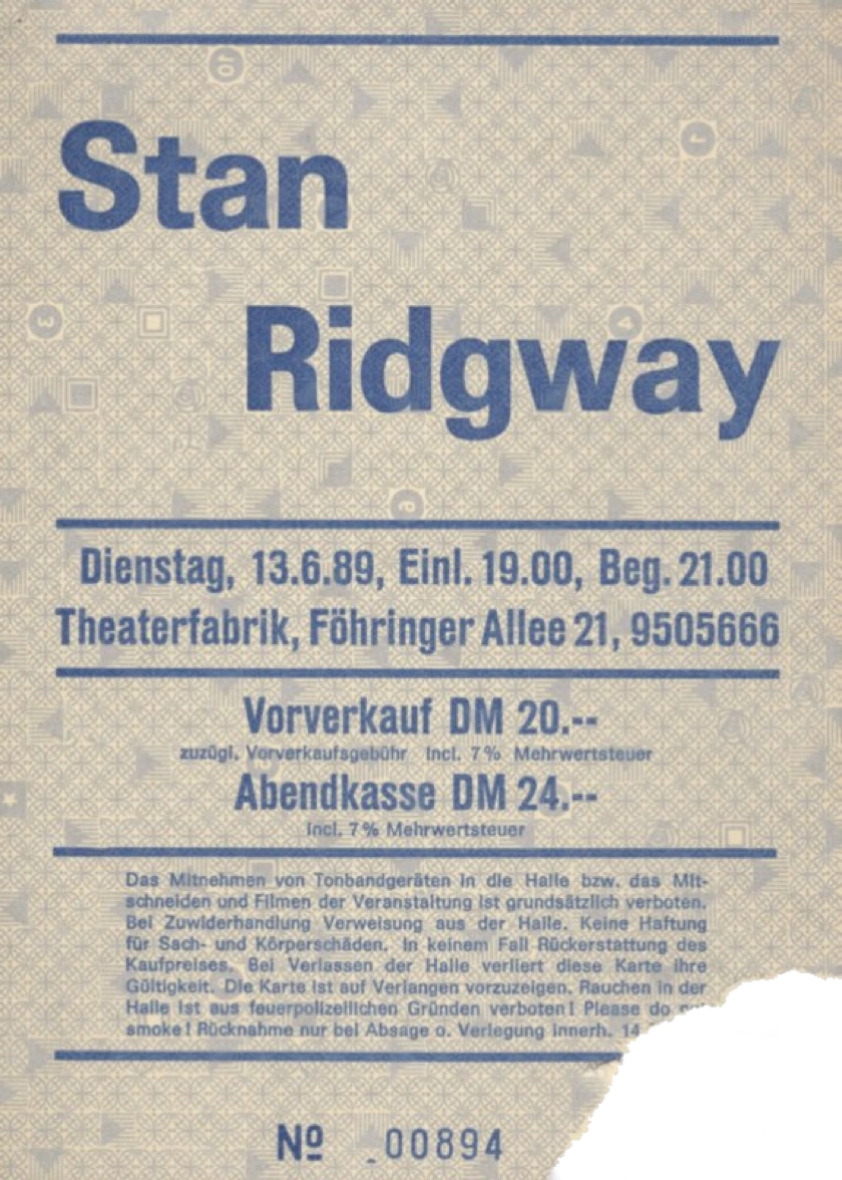 Stan
Ridgway
Dienstag, 13.6.89, Einl. 19.00, Beg. 21.00
Theaterfabrik, Föhringer Allee 21, 9505666
Vorverkauf DM 20.--
zuzügl. Vorverkaufsgebühr incl. 7% Mehrwertsteuer
Abendkasse DM 24.--
incl. 7% Mehrwertsteuer
Das Mitnehmen von Tonbandgeräten in die Halle bzw. das Mit-
schneiden und Filmen der Veranstaltung ist grundsätzlich verboten.
Bei Zuwiderhandlung Verweisung aus der Halle. Keine Haftung
für Sach- und Körperschäden. In keinem Fall Rückerstattung des
Kaufpreises. Bei Verlassen der Halle verliert diese Karte ihre
Gültigkeit. Die Karte ist auf Verlangen vorzuzeigen. Rauchen in der
Halle ist aus feuerpolizeilichen Gründen verboten! Please do
smoke! Rücknahme nur bei Absage o. Verlegung innerh. 14
Nº 00894